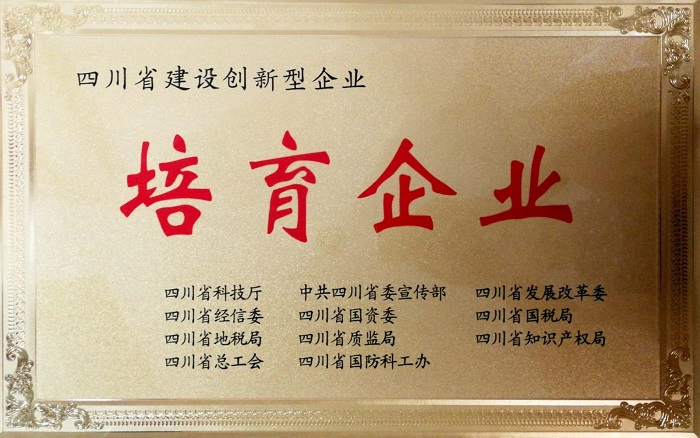 四川省建设创新型企业
培育企业
四川省科技厅 中共四川省委宣传部 四川省发展改革委
四川省经信委 四川省国资委 四川省国税局
四川省地税局 四川省质监局 四川省知识产权局
四川省总工会 四川省国防科工办